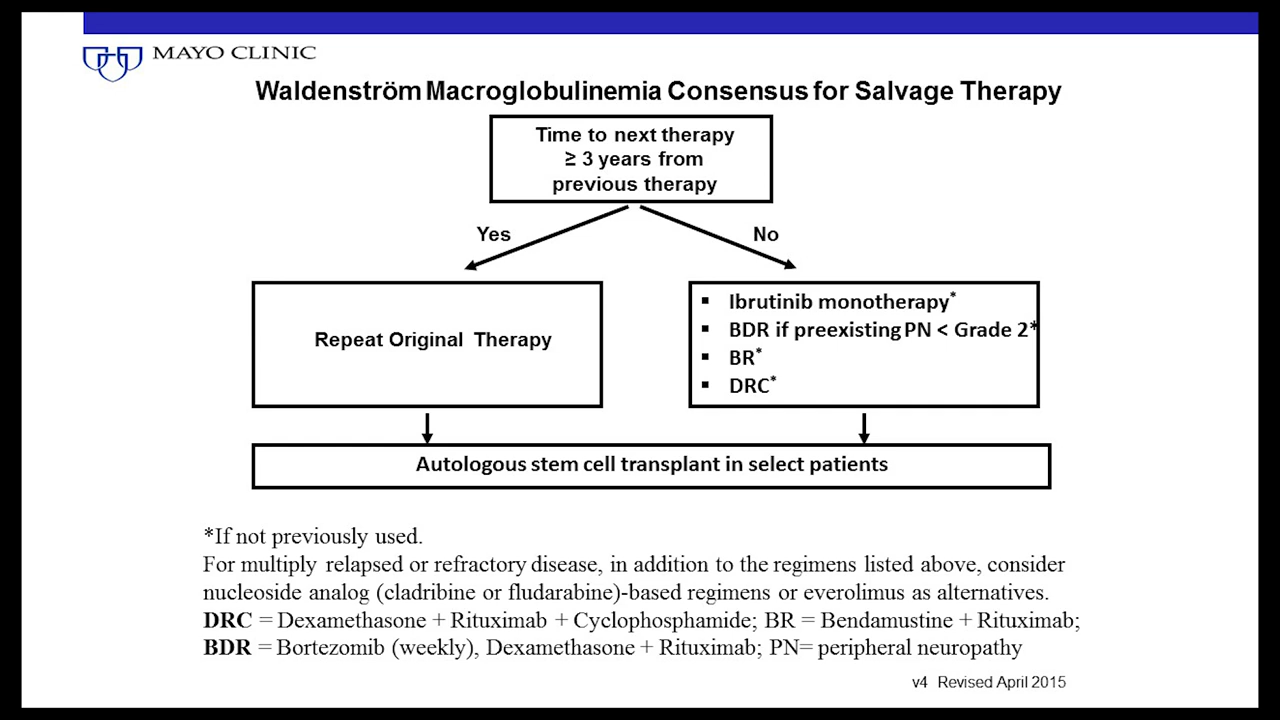 MAYO CLINIC
Waldenström Macroglobulinemia Consensus for Salvage Therapy
Time to next therapy
≥ 3 years from
previous therapy
Yes
No
Repeat Original Therapy
▪ Ibrutinib monotherapy*
▪ BDR if preexisting PN < Grade 2*
▪ BR*
▪ DRC*
Autologous stem cell transplant in select patients
*If not previously used.
For multiply relapsed or refractory disease, in addition to the regimens listed above, consider
nucleoside analog (cladribine or fludarabine)-based regimens or everolimus as alternatives.
DRC = Dexamethasone + Rituximab + Cyclophosphamide; BR = Bendamustine + Rituximab;
BDR = Bortezomib (weekly), Dexamethasone + Rituximab; PN= peripheral neuropathy
v4 Revised April 2015